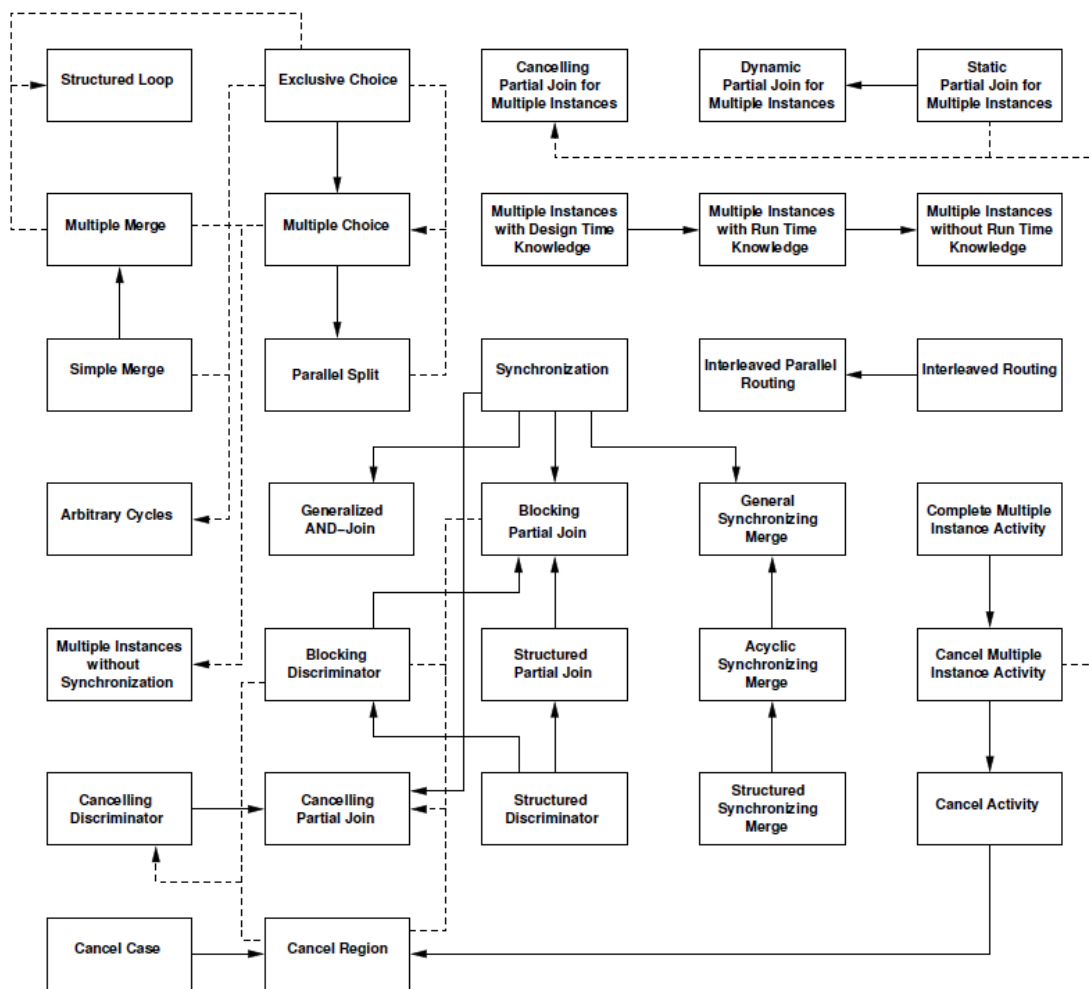 Structured Loop
Exclusive Choice
Cancelling
Partial Join for
Multiple Instances
Dynamic
Partial Join for
Multiple Instances
Static
Partial Join for
Multiple Instances
Multiple Merge
Multiple Choice
Multiple Instances
with Design Time
Knowledge
Multiple Instances
with Run Time
Knowledge
Multiple Instances
without Run Time
Knowledge
Simple Merge
Parallel Split
Synchronization
Interleaved Parallel
Routing
Interleaved Routing
Arbitrary Cycles
Generalized
AND–Join
Blocking
Partial Join
General
Synchronizing
Merge
Complete Multiple
Instance Activity
Multiple Instances
without
Synchronization
Blocking
Discriminator
Structured
Partial Join
Acyclic
Synchronizing
Merge
Cancel Multiple
Instance Activity
Cancelling
Discriminator
Cancelling
Partial Join
Structured
Discriminator
Structured
Synchronizing
Merge
Cancel Activity
Cancel Case
Cancel Region